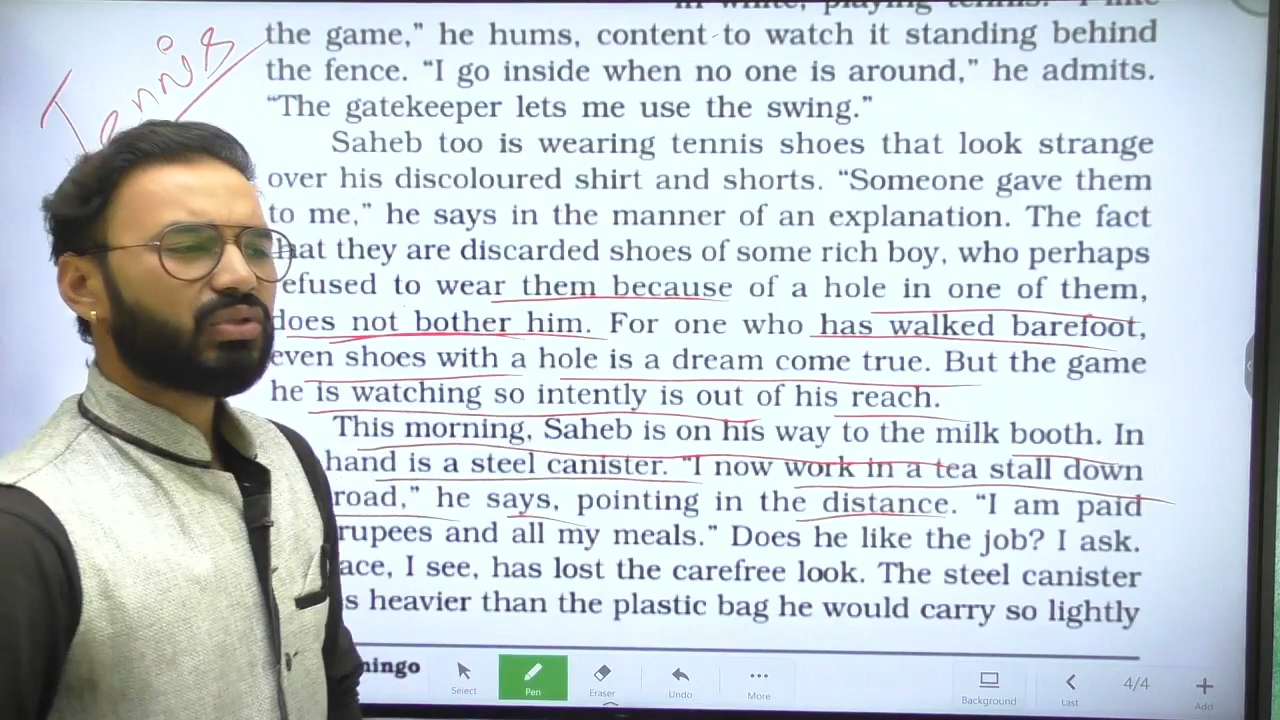 the game,” he hums, content to watch it standing behind
the fence. “I go inside when no one is around,” he admits.
“The gatekeeper lets me use the swing.”
Tennis
Saheb too is wearing tennis shoes that look strange
over his discoloured shirt and shorts. “Someone gave them
to me,” he says in the manner of an explanation. The fact
hat they are discarded shoes of some rich boy, who perhaps
efused to wear them because of a hole in one of them,
does not bother him. For one who has walked barefoot,
even shoes with a hole is a dream come true. But the game
he is watching so intently is out of his reach.
This morning, Saheb is on his way to the milk booth. In
hand is a steel canister. “I now work in a tea stall down
road,” he says, pointing in the distance. “I am paid
rupees and all my meals.” Does he like the job? I ask.
ace, I see, has lost the carefree look. The steel canister
s heavier than the plastic bag he would carry so lightly
mingo
Select
Pen
Eraser
Undo
More
Background
Last
4/4
Add